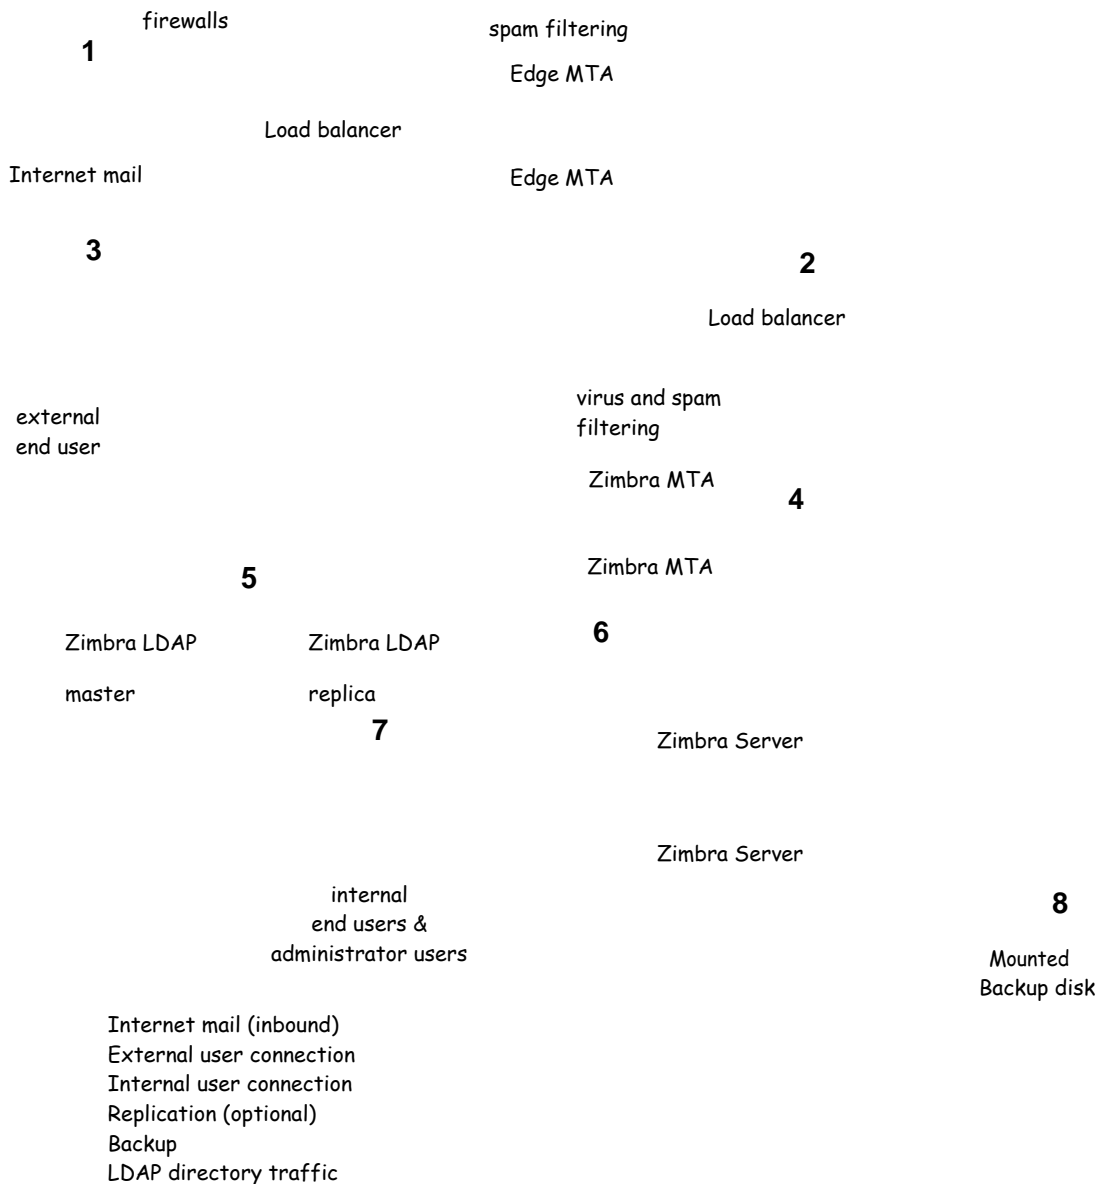 firewalls
spam filtering
1
Edge MTA
Load balancer
Internet mail
Edge MTA
3
2
Load balancer
external
end user
virus and spam
filtering
Zimbra MTA
4
Zimbra MTA
5
6
Zimbra LDAP
master
Zimbra LDAP
replica
7
Zimbra Server
Zimbra Server
internal
end users &
administrator users
8
Mounted
Backup disk
Internet mail (inbound)
External user connection
Internal user connection
Replication (optional)
Backup
LDAP directory traffic